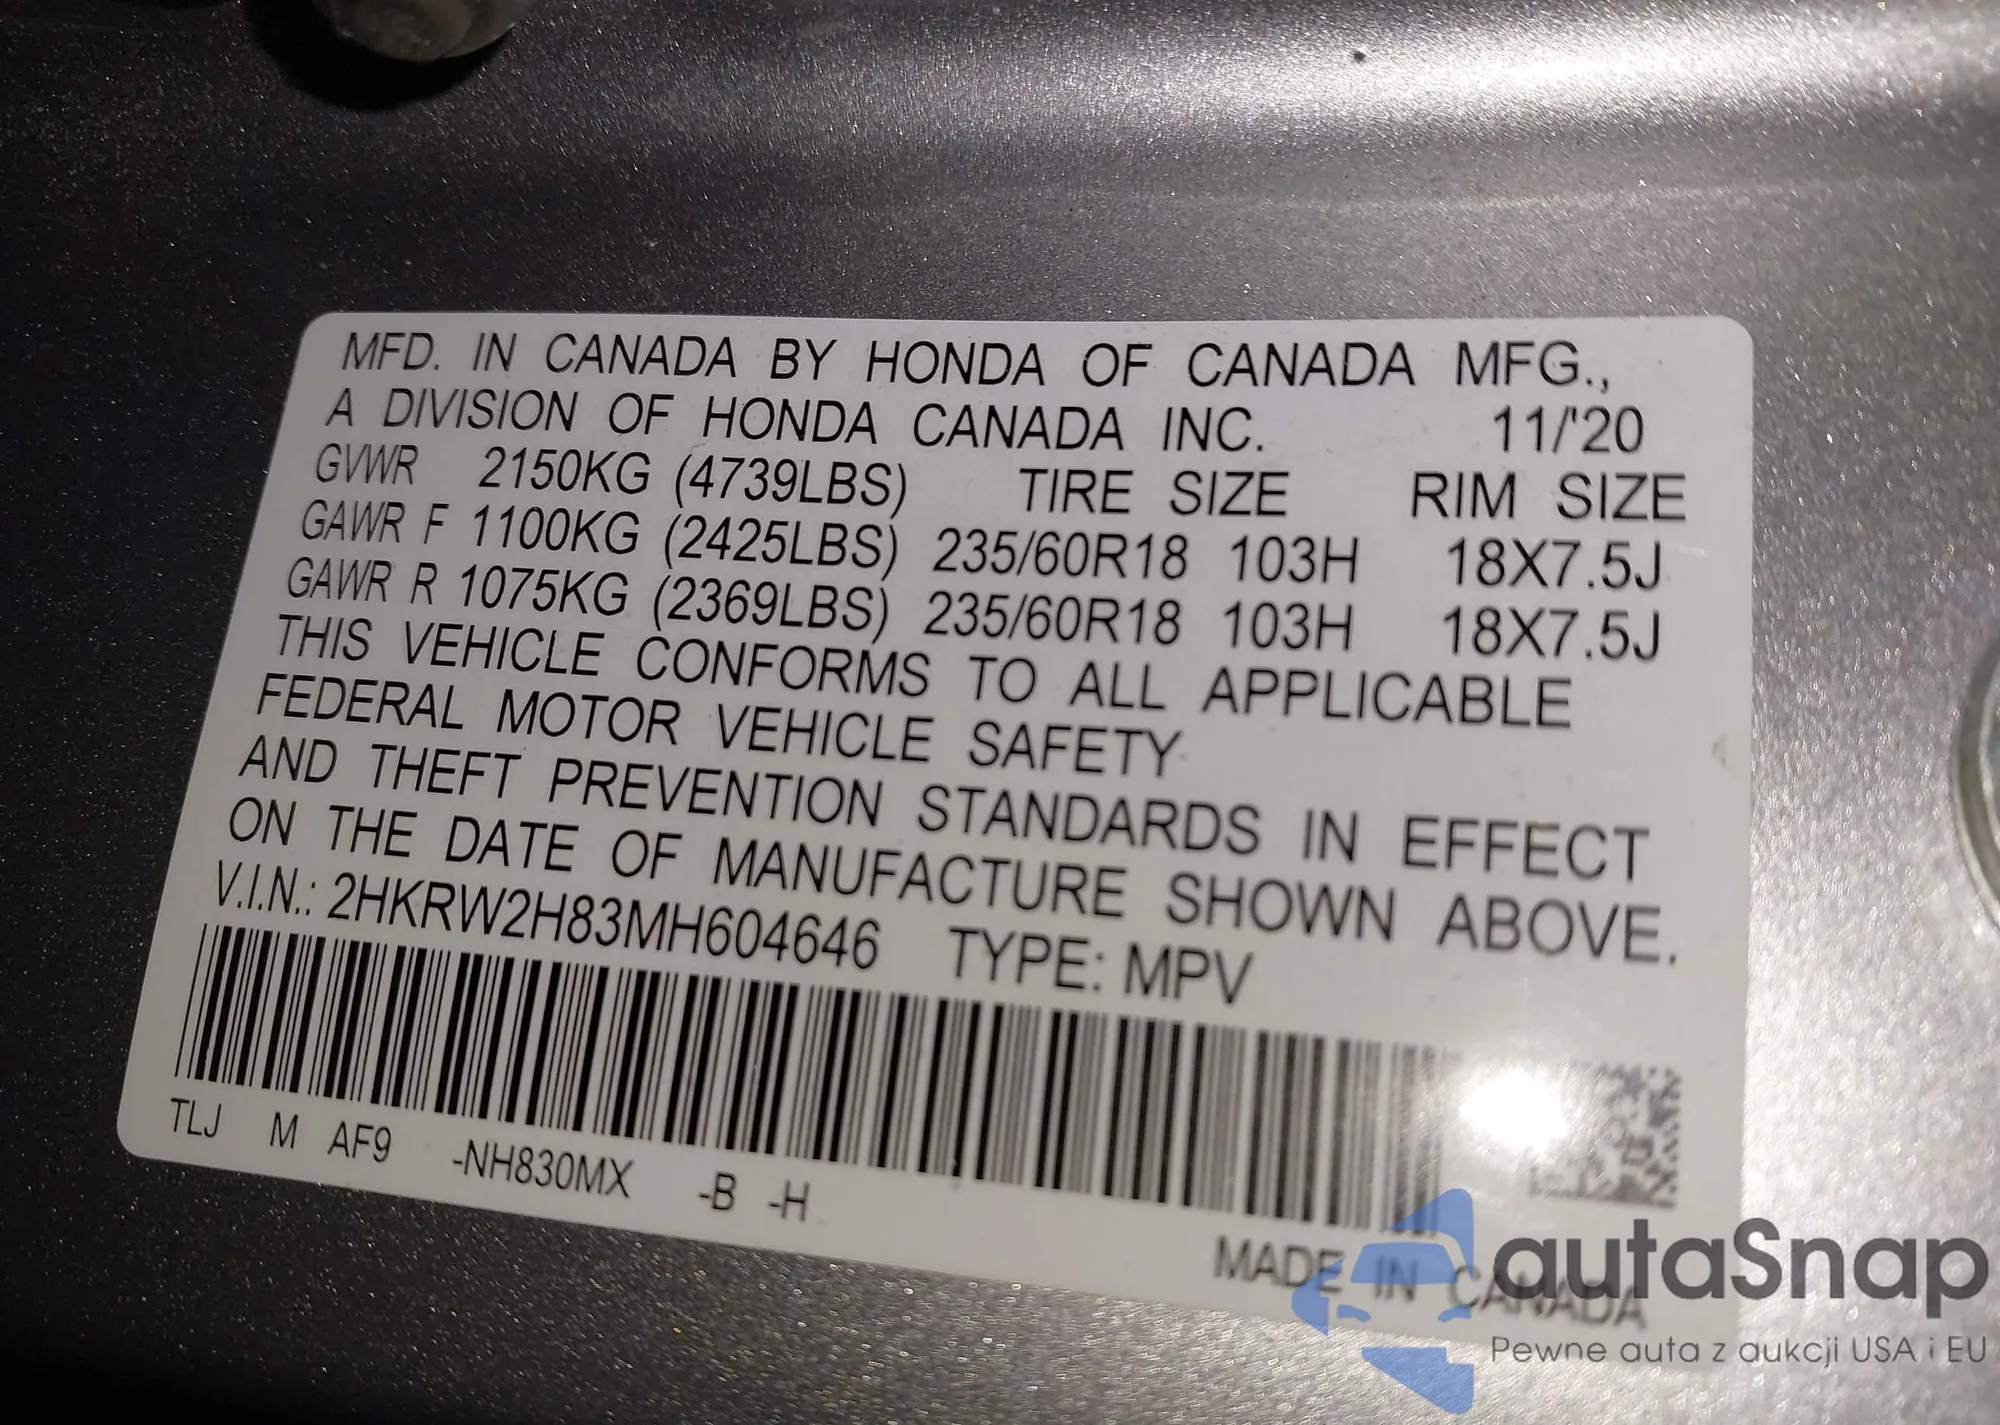 MFD. IN CANADA BY HONDA OF CANADA MFG.,
A DIVISION OF HONDA CANADA INC. 11/'20
GVWR 2150KG (4739LBS) TIRE SIZE RIM SIZE
GAWR F 1100KG (2425LBS) 235/60R18 103H 18X7.5J
GAWR R 1075KG (2369LBS) 235/60R18 103H 18X7.5J
THIS VEHICLE CONFORMS TO ALL APPLICABLE
FEDERAL MOTOR VEHICLE SAFETY
AND THEFT PREVENTION STANDARDS IN EFFECT
ON THE DATE OF MANUFACTURE SHOWN ABOVE.
V.I.N.: 2HKRW2H83MH604646 TYPE: MPV
TLJ M AF9 -NH830MX -B -H
MADE IN CANADA
autaSnap
Pewne auta z aukcji USA i EU